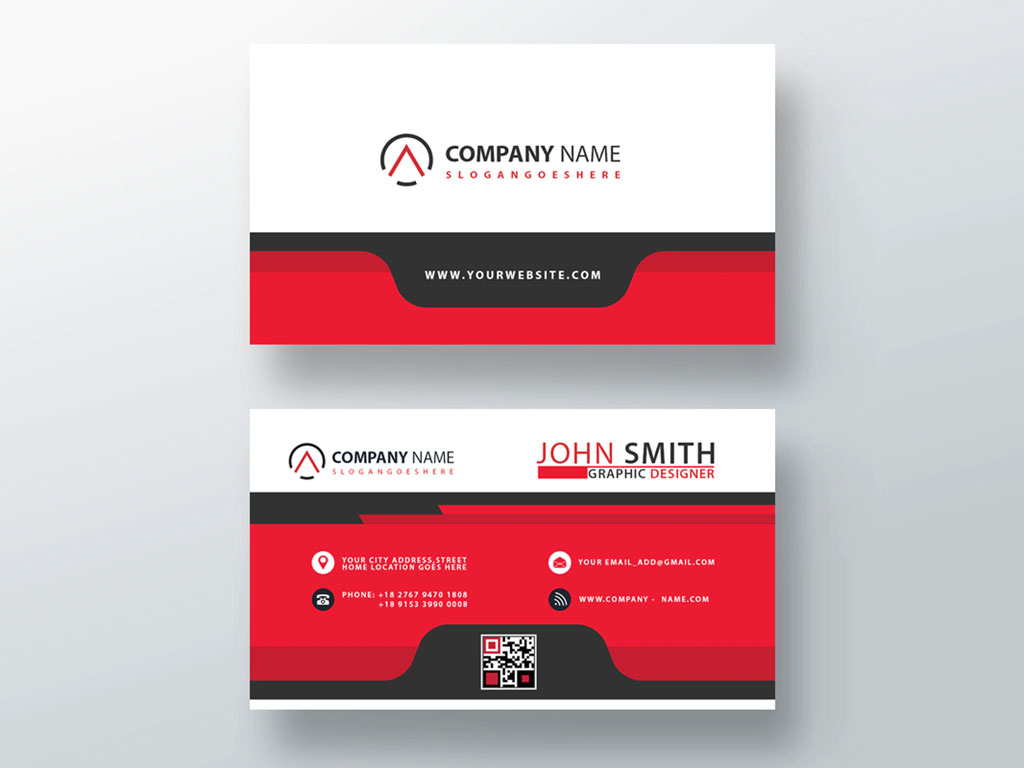 COMPANY NAME
SLOGANGOESHERE
WWW.YOURWEBSITE.COM
COMPANY NAME
SLOGANGOESHERE
JOHN SMITH
GRAPHIC DESIGNER
YOUR CITY ADDRESS,STREET
HOME LOCATION GOES HERE
PHONE: +18 2767 9470 1808
+18 9153 3990 0008
YOUR EMAIL_ADD@GMAIL.COM
WWW.COMPANY - NAME.COM